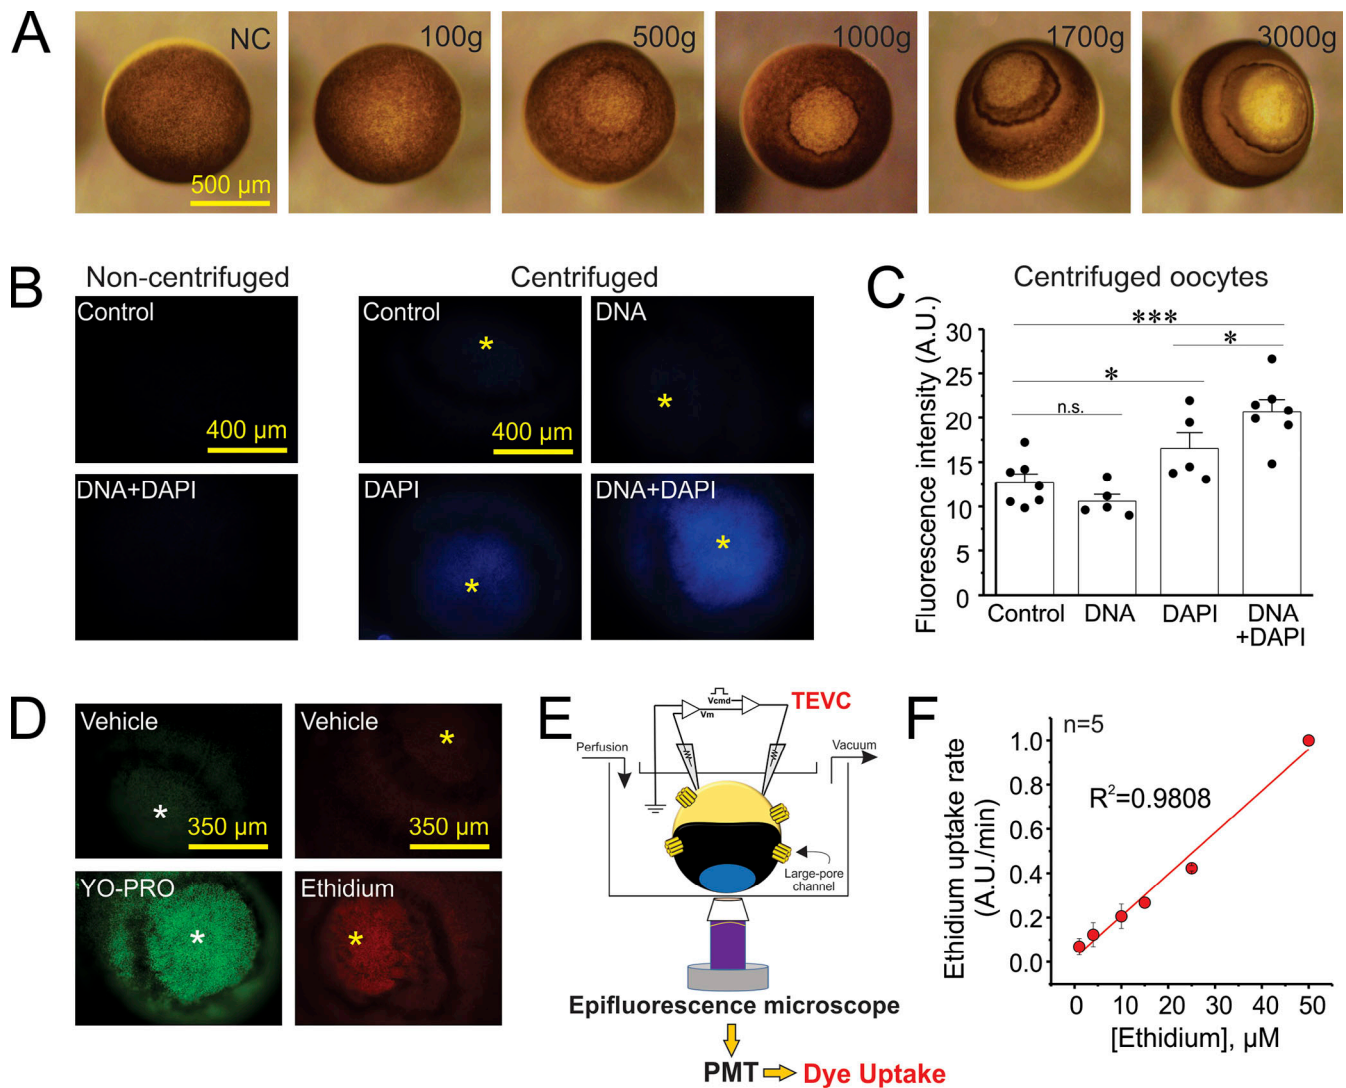 A
NC
100g
500g
1000g
1700g
3000g
500 µm
B
Non-centrifuged
Centrifuged
Control
400 µm
DNA+DAPI
Control
*
400 µm
DNA
*
DAPI
*
DNA+DAPI
*
C
Centrifuged oocytes
Fluorescence intensity (A.U.)
30
25
20
15
10
5
0
***
*
*
n.s.
Control
DNA
DAPI
DNA
+DAPI
D
Vehicle
*
350 µm
Vehicle
*
350 µm
YO-PRO
*
Ethidium
*
E
TEVC
Vcmd
Vm
Perfusion
Vacuum
Large-pore
channel
Epifluorescence microscope
PMT
Dye Uptake
F
n=5
R²=0.9808
Ethidium uptake rate
(A.U./min)
1.0
0.8
0.6
0.4
0.2
0.0
0
10
20
30
40
50
[Ethidium], µM